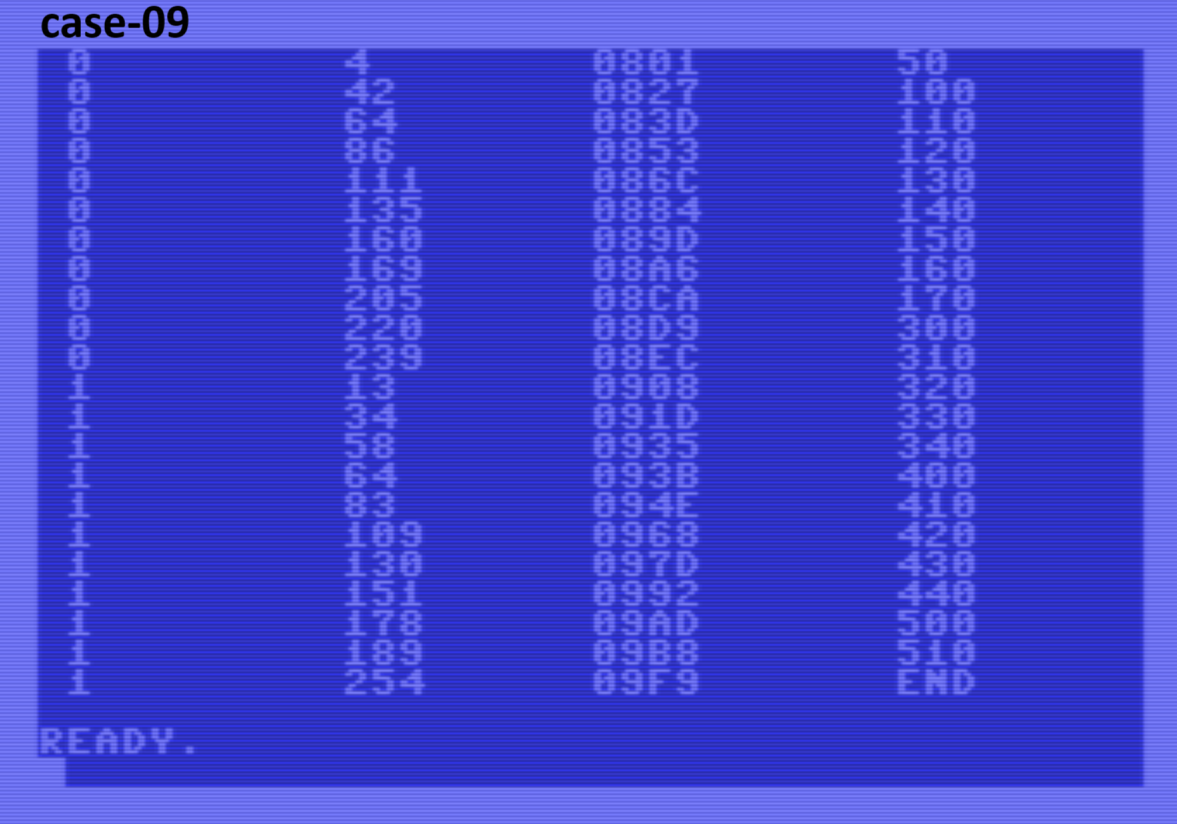 case-09
0 4 0801 50
0 42 0827 100
0 64 083D 110
0 86 0853 120
0 111 086C 130
0 135 0884 140
0 160 089D 150
0 169 08A6 160
0 205 08CA 170
0 220 08D9 300
0 239 08EC 310
1 13 0908 320
1 34 091D 330
1 58 0935 340
1 64 093B 400
1 83 094E 410
1 109 0968 420
1 130 097D 430
1 151 0992 440
1 178 09AD 500
1 189 09B8 510
1 254 09F9 END
READY.